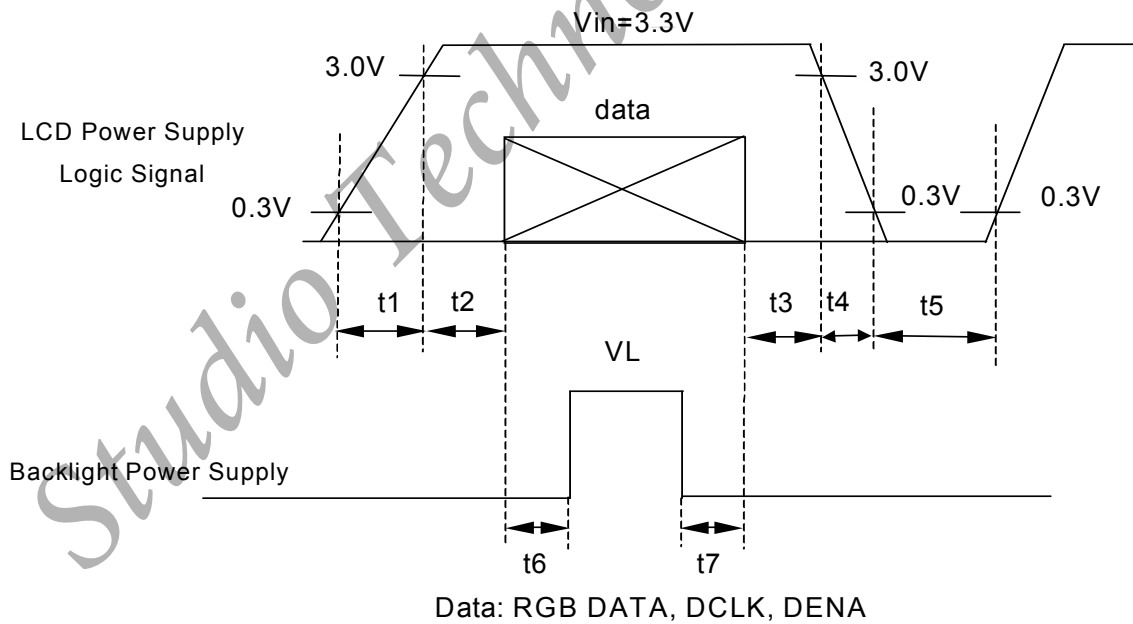 Vin=3.3V
3.0V
3.0V
data
LCD Power Supply
Logic Signal
0.3V
0.3V
0.3V
t1
t2
t3
t4
t5
VL
Backlight Power Supply
t6
t7
Data: RGB DATA, DCLK, DENA
Studio Techno